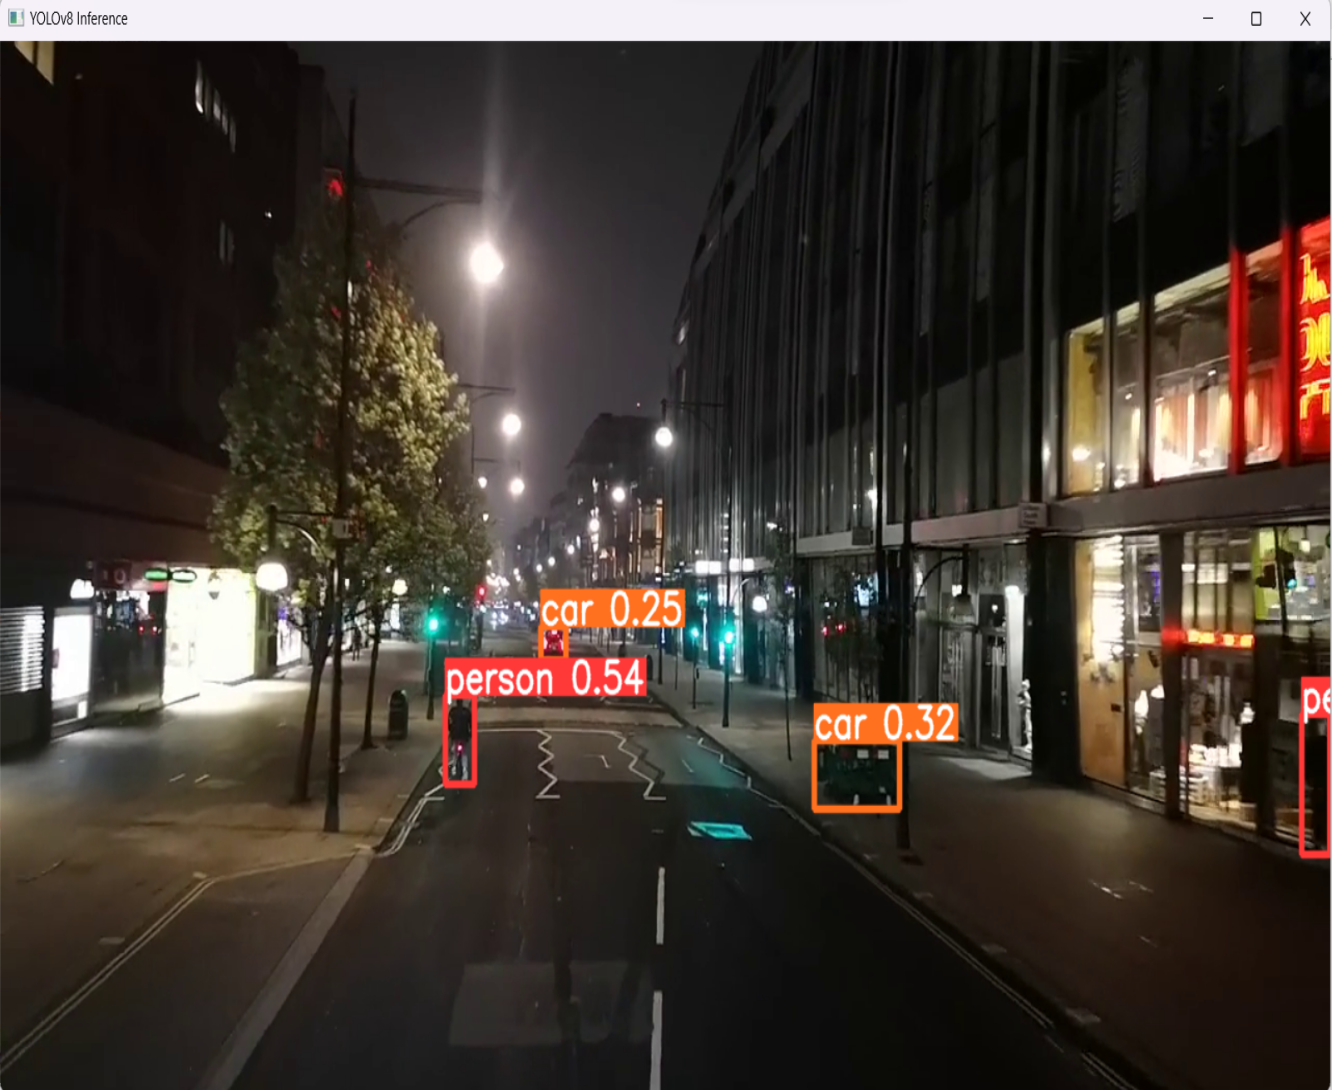 YOLOv8 Inference
car 0.25
person 0.54
car 0.32
pe